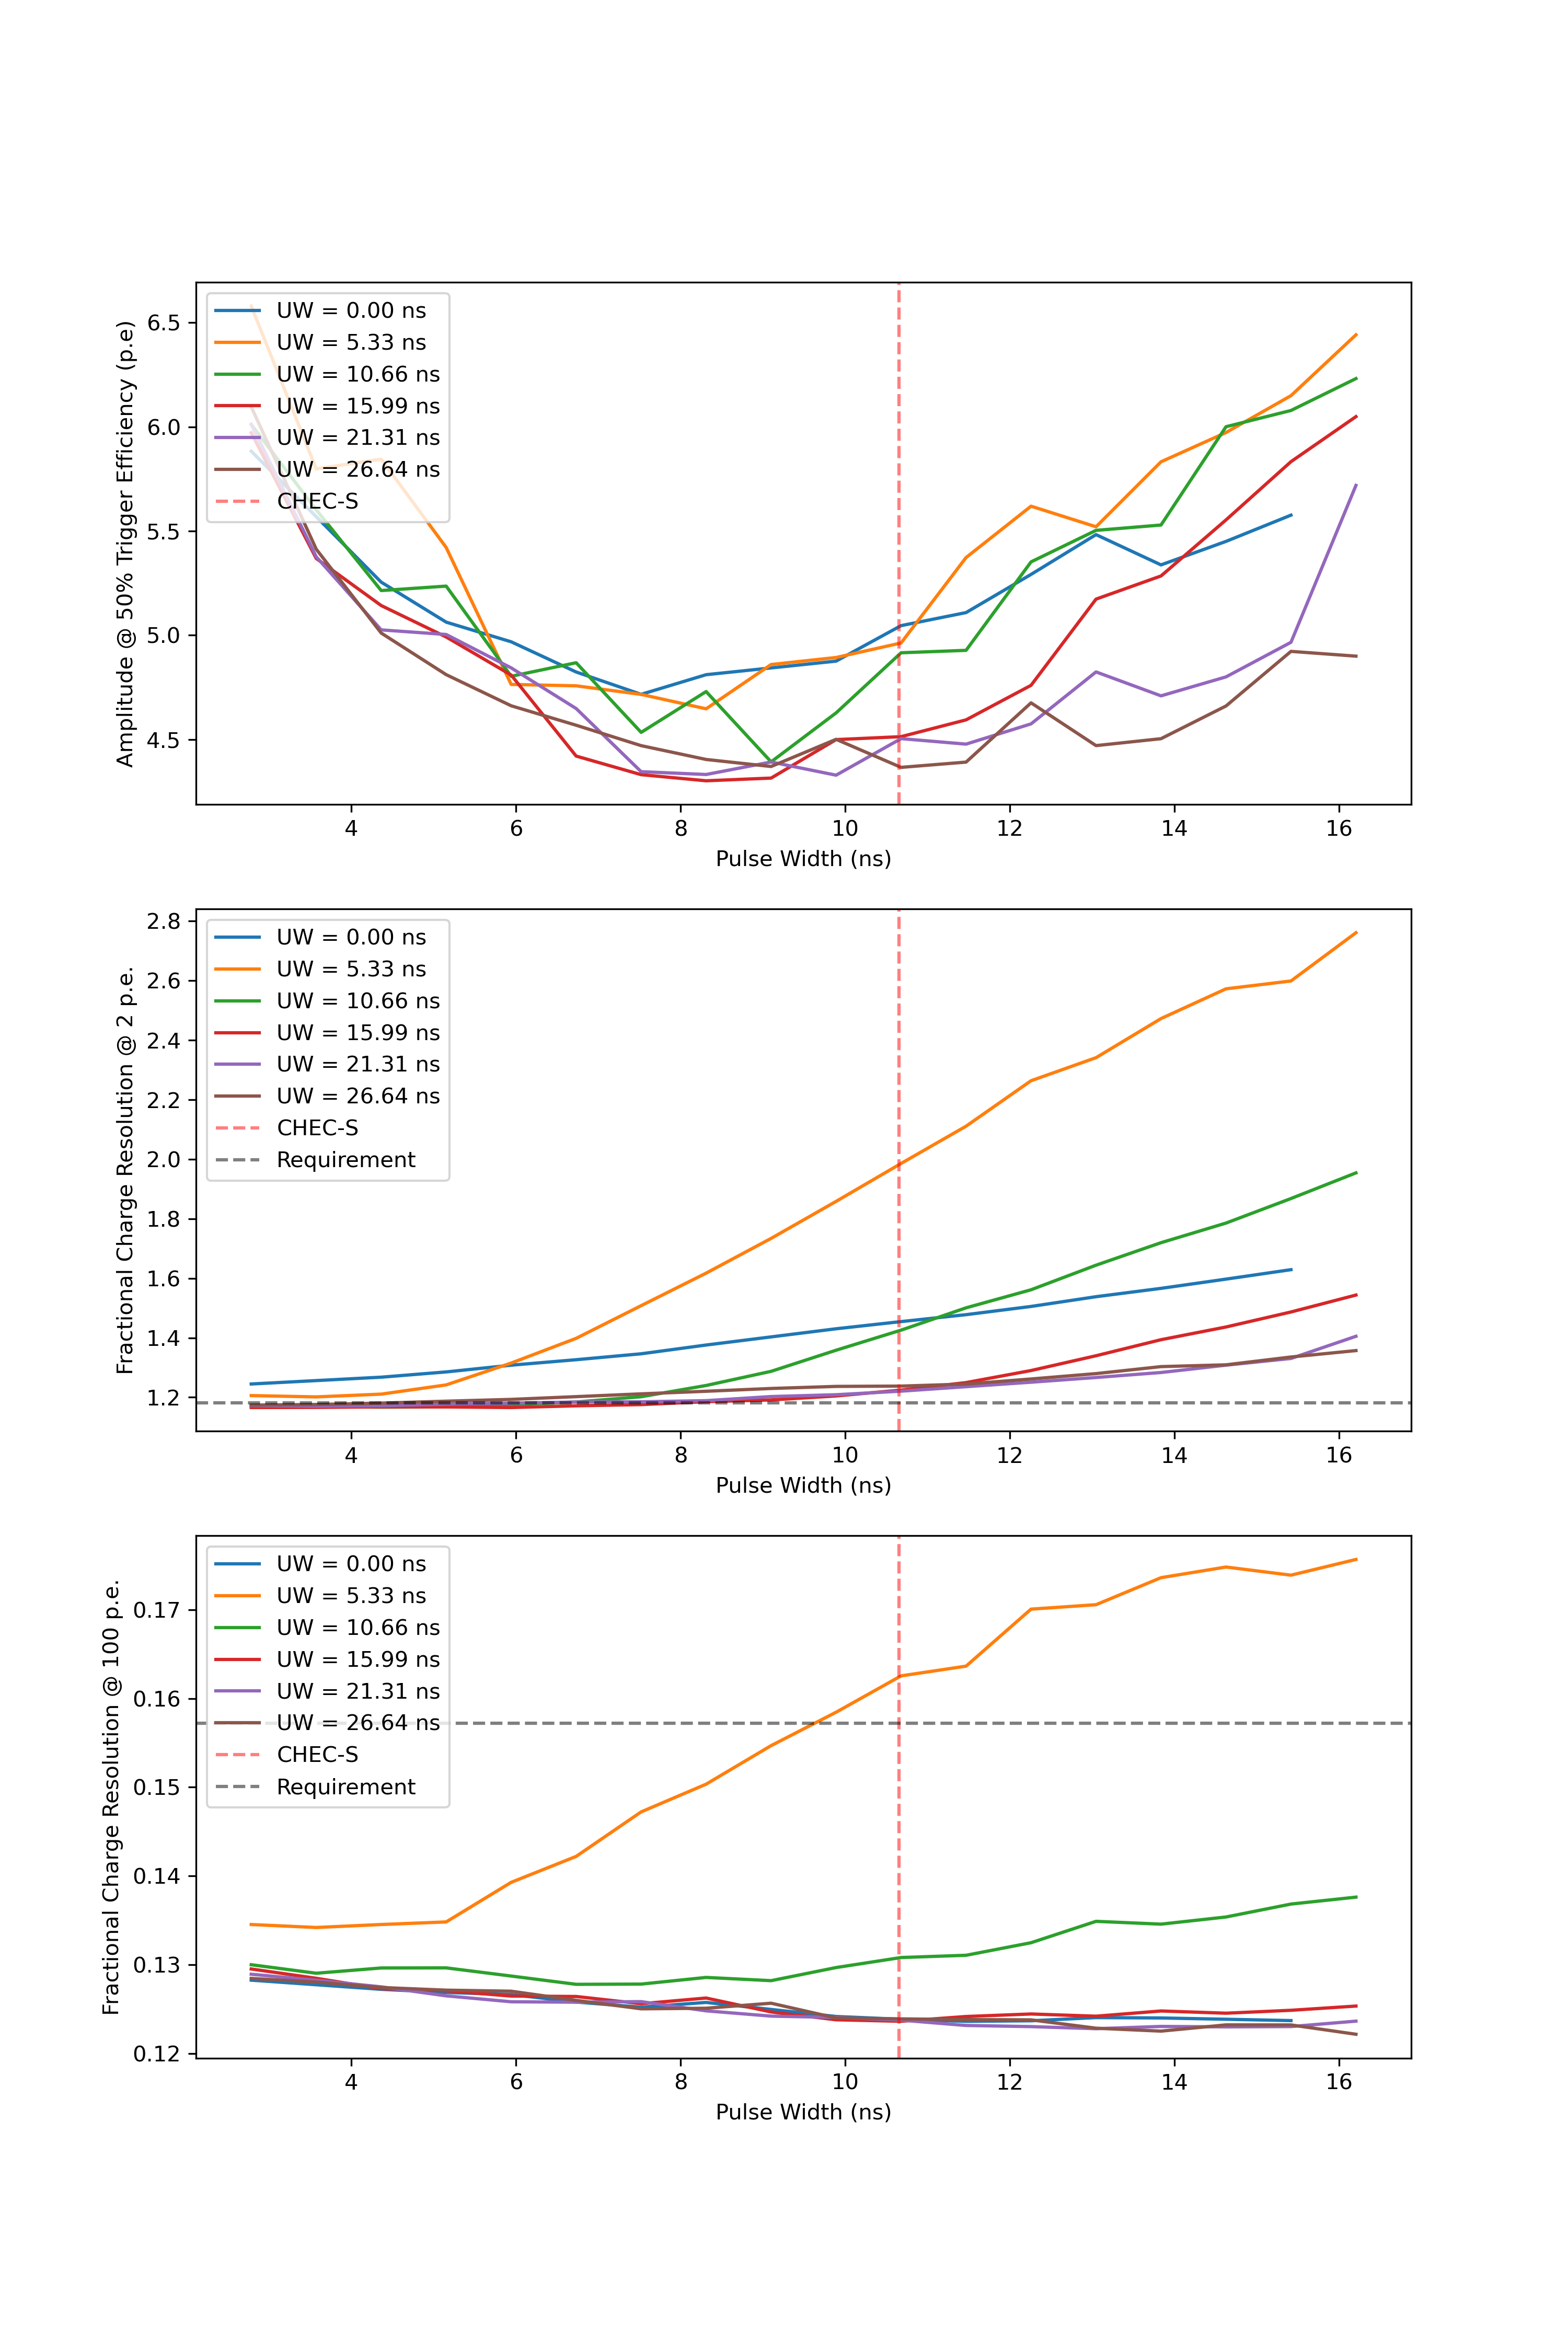 Amplitude @ 50% Trigger Efficiency (p.e)
6.5
6.0
5.5
5.0
4.5
UW = 0.00 ns
UW = 5.33 ns
UW = 10.66 ns
UW = 15.99 ns
UW = 21.31 ns
UW = 26.64 ns
CHEC-S
4 6 8 10 12 14 16
Pulse Width (ns)
Fractional Charge Resolution @ 2 p.e.
2.8
2.6
2.4
2.2
2.0
1.8
1.6
1.4
1.2
UW = 0.00 ns
UW = 5.33 ns
UW = 10.66 ns
UW = 15.99 ns
UW = 21.31 ns
UW = 26.64 ns
CHEC-S
Requirement
4 6 8 10 12 14 16
Pulse Width (ns)
Fractional Charge Resolution @ 100 p.e.
0.17
0.16
0.15
0.14
0.13
0.12
UW = 0.00 ns
UW = 5.33 ns
UW = 10.66 ns
UW = 15.99 ns
UW = 21.31 ns
UW = 26.64 ns
CHEC-S
Requirement
4 6 8 10 12 14 16
Pulse Width (ns)